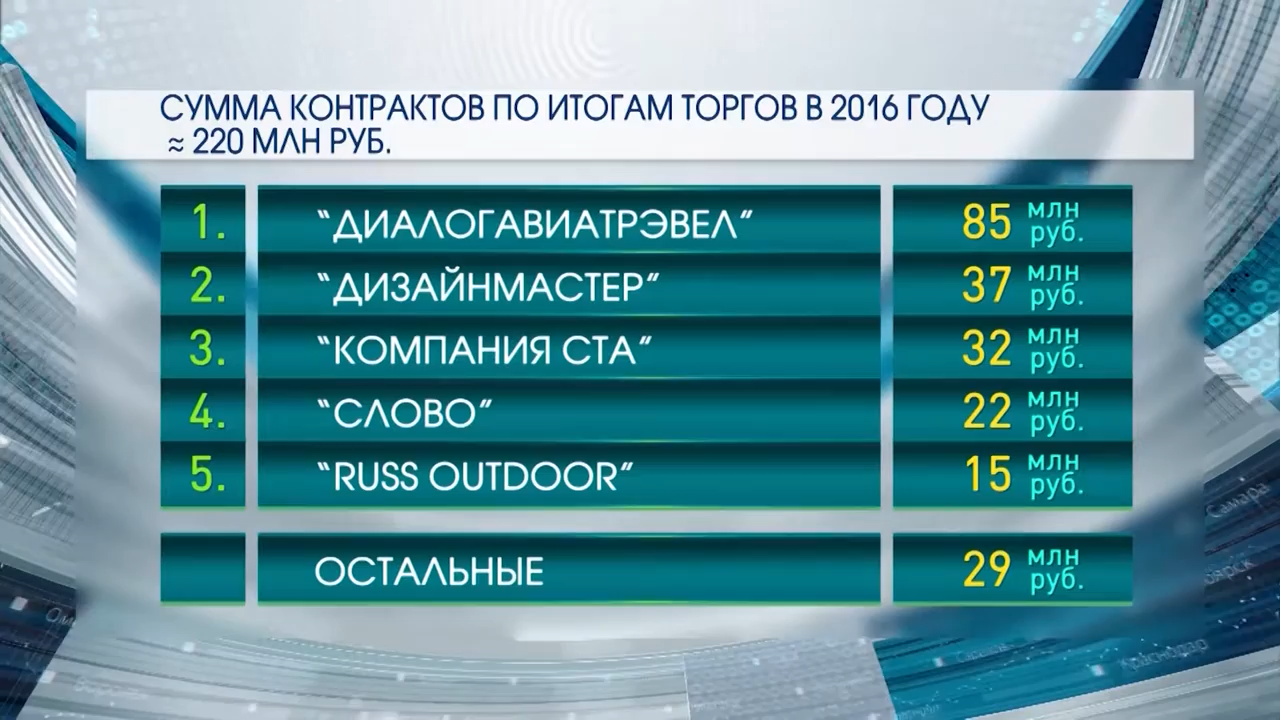 СУММА КОНТРАКТОВ ПО ИТОГАМ ТОРГОВ В 2016 ГОДУ
≈ 220 МЛН РУБ.
1. "ДИАЛОГАВИАТРЭВЕЛ" 85 млн руб.
2. "ДИЗАЙНМАСТЕР" 37 млн руб.
3. "КОМПАНИЯ СТА" 32 млн руб.
4. "СЛОВО" 22 млн руб.
5. "RUSS OUTDOOR" 15 млн руб.
ОСТАЛЬНЫЕ 29 млн руб.
Самара
Краснодар